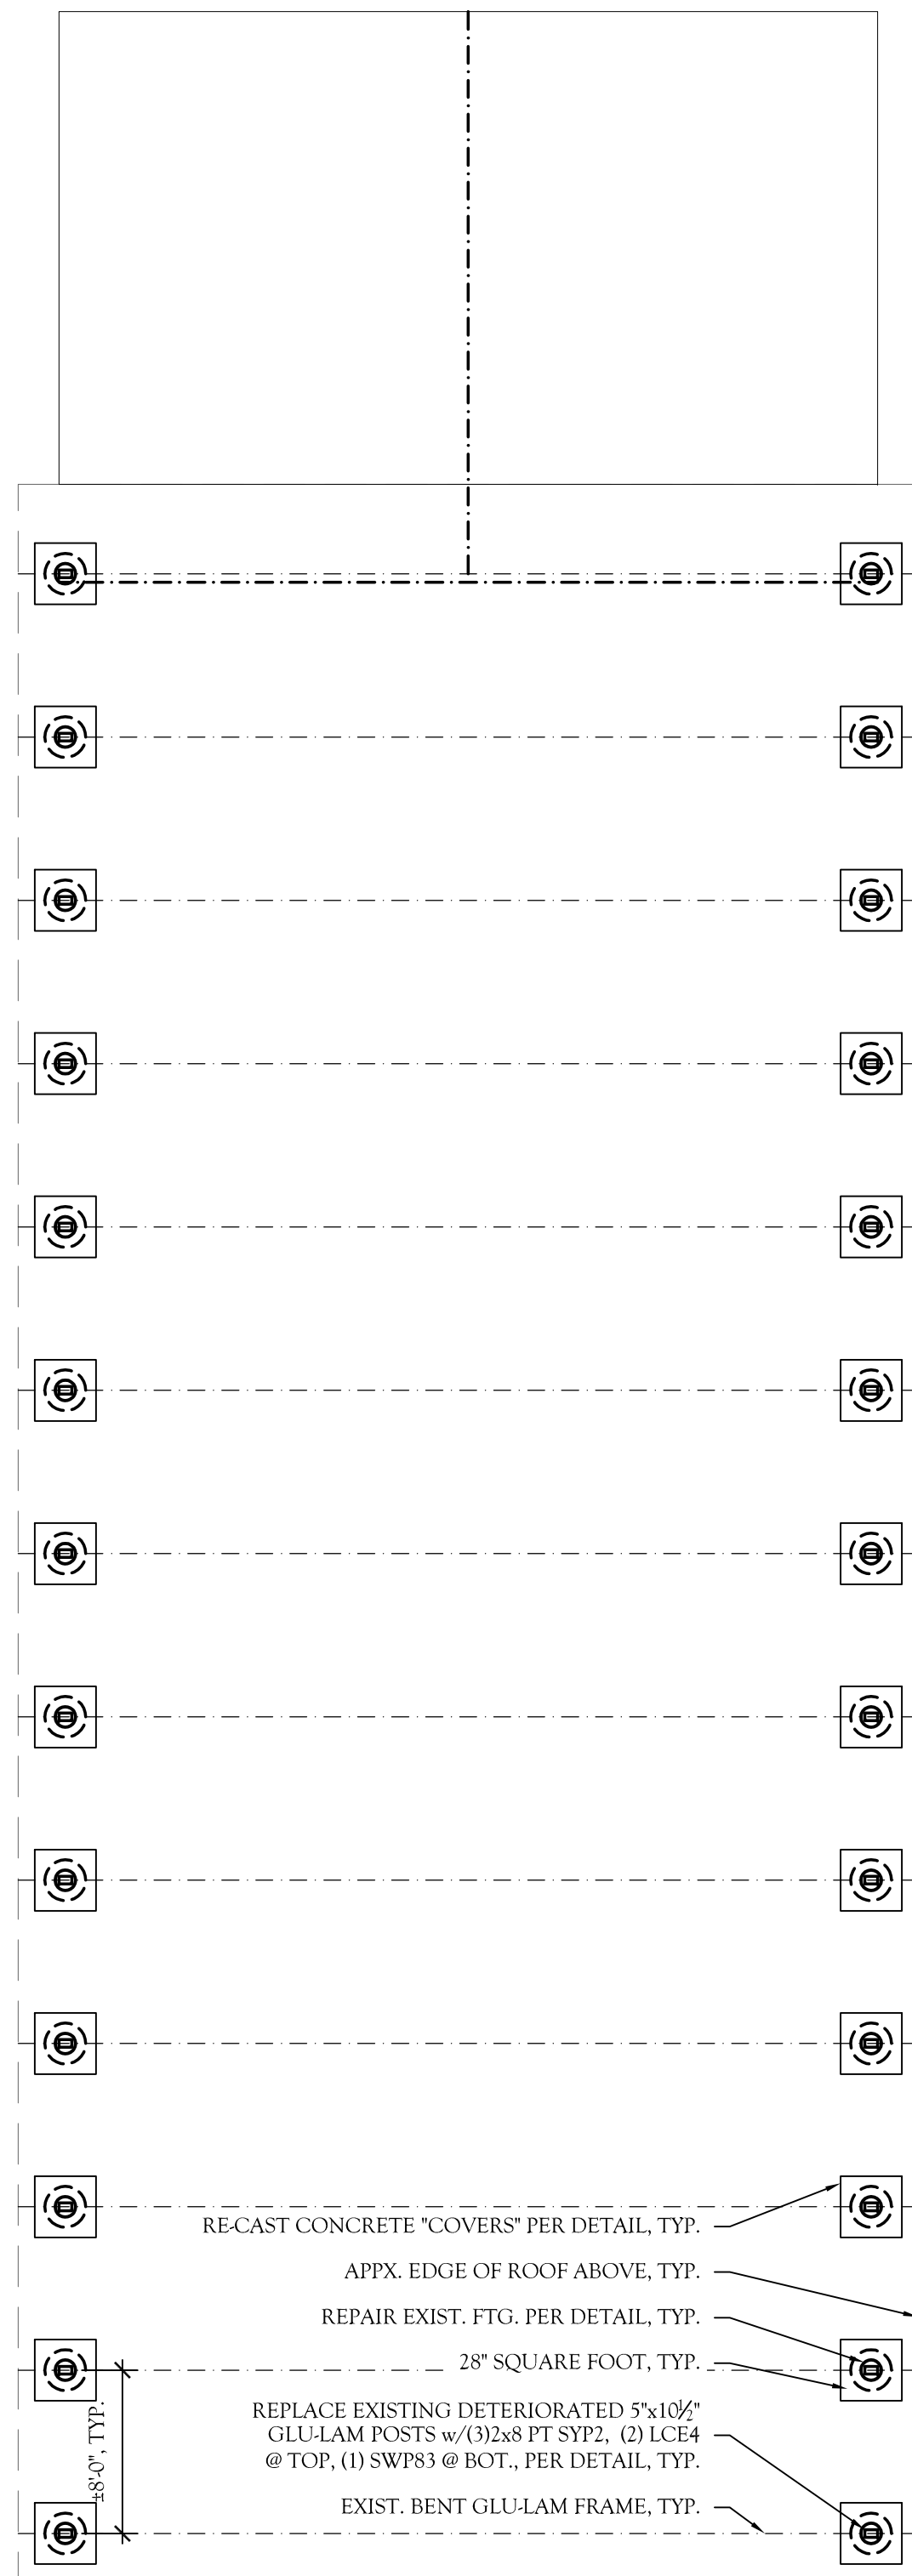 RE-CAST CONCRETE "COVERS" PER DETAIL, TYP.
APPX. EDGE OF ROOF ABOVE, TYP.
REPAIR EXIST. FTG. PER DETAIL, TYP.
28" SQUARE FOOT, TYP.
REPLACE EXISTING DETERIORATED 5"x10½"
GLU-LAM POSTS w/(3)2x8 PT SYP2, (2) LCE4
@ TOP, (1) SWP83 @ BOT., PER DETAIL, TYP.
EXIST. BENT GLU-LAM FRAME, TYP.
±8'-0", TYP.